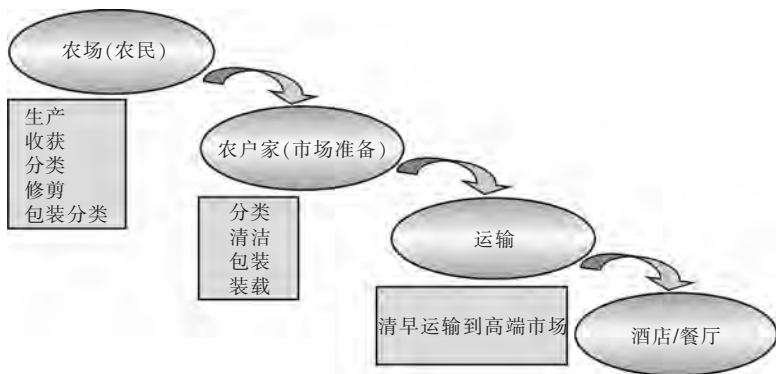 农场(农民)
生产
收获
分类
修剪
包装分类
农户家(市场准备)
分类
清洁
包装
装载
运输
清早运输到高端市场
酒店/餐厅